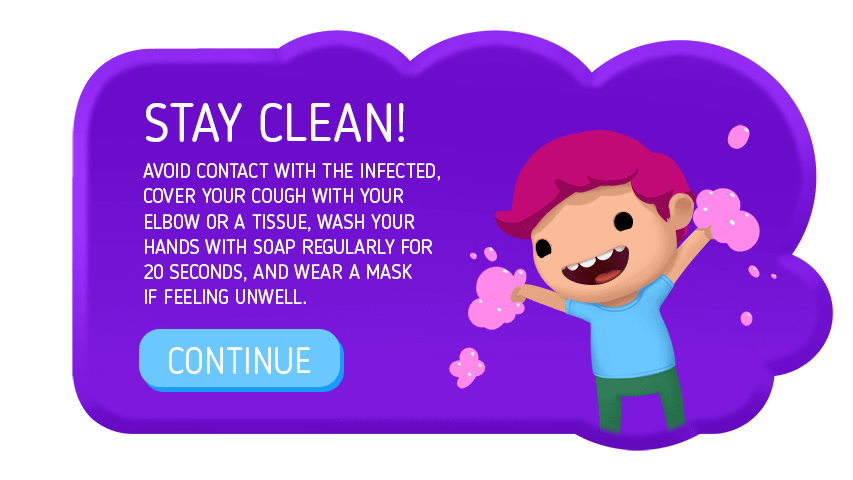 STAY CLEAN!
AVOID CONTACT WITH THE INFECTED,
COVER YOUR COUGH WITH YOUR
ELBOW OR A TISSUE, WASH YOUR
HANDS WITH SOAP REGULARLY FOR
20 SECONDS, AND WEAR A MASK
IF FEELING UNWELL.
CONTINUE